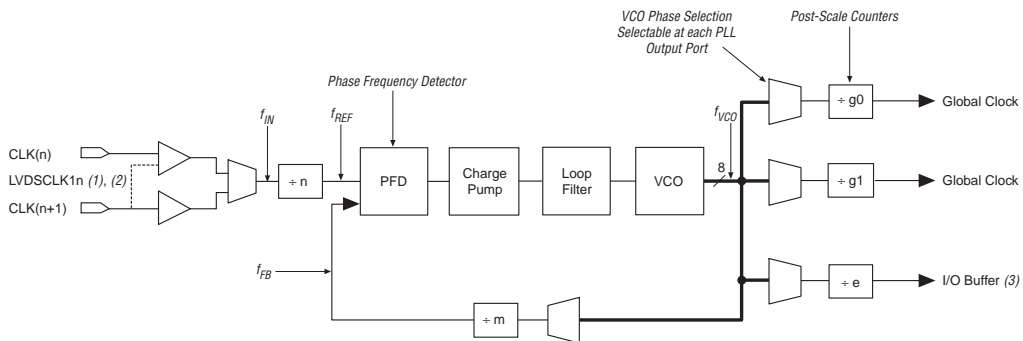 VCO Phase Selection
Selectable at each PLL
Output Port
Post-Scale Counters
Phase Frequency Detector
f_IN
f_REF
f_VCO
÷ g0
Global Clock
CLK(n)
LVDSCLK1n (1), (2)
CLK(n+1)
÷ n
PFD
Charge
Pump
Loop
Filter
VCO
8
÷ g1
Global Clock
f_FB
÷ m
÷ e
I/O Buffer (3)